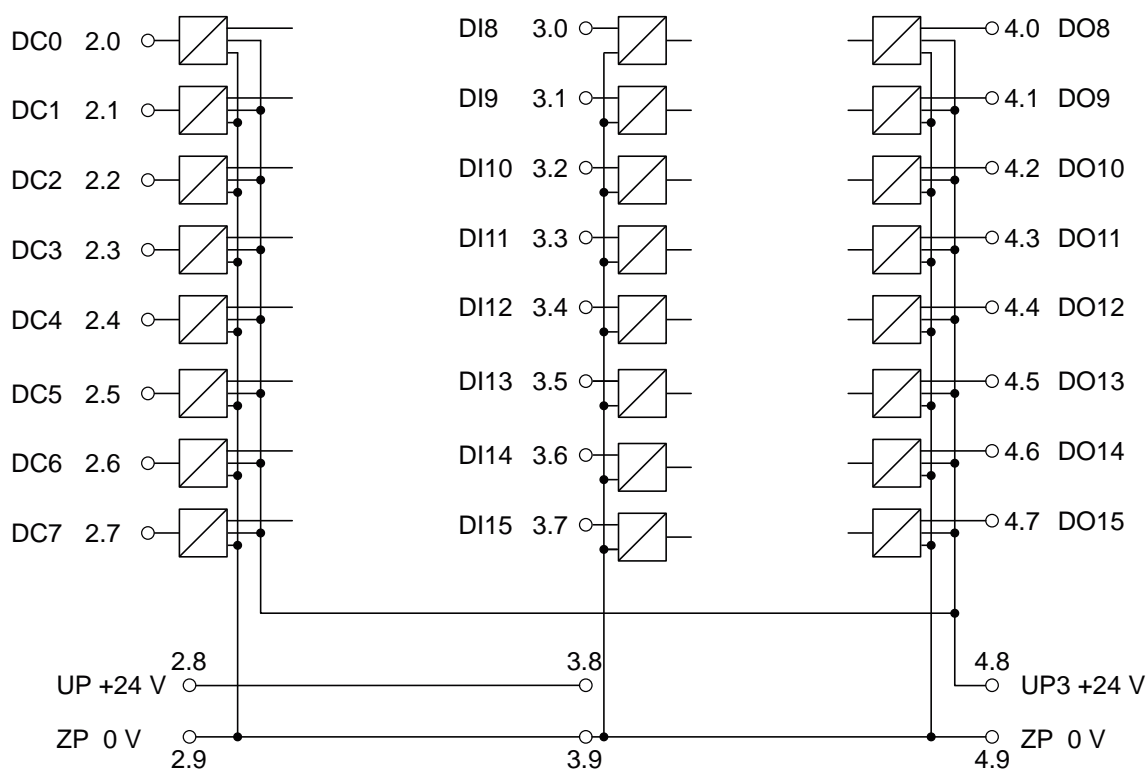 DC0 2.0 DI8 3.0 4.0 DO8
DC1 2.1 DI9 3.1 4.1 DO9
DC2 2.2 DI10 3.2 4.2 DO10
DC3 2.3 DI11 3.3 4.3 DO11
DC4 2.4 DI12 3.4 4.4 DO12
DC5 2.5 DI13 3.5 4.5 DO13
DC6 2.6 DI14 3.6 4.6 DO14
DC7 2.7 DI15 3.7 4.7 DO15
2.8 3.8 4.8
UP +24 V UP3 +24 V
ZP 0 V ZP 0 V
2.9 3.9 4.9